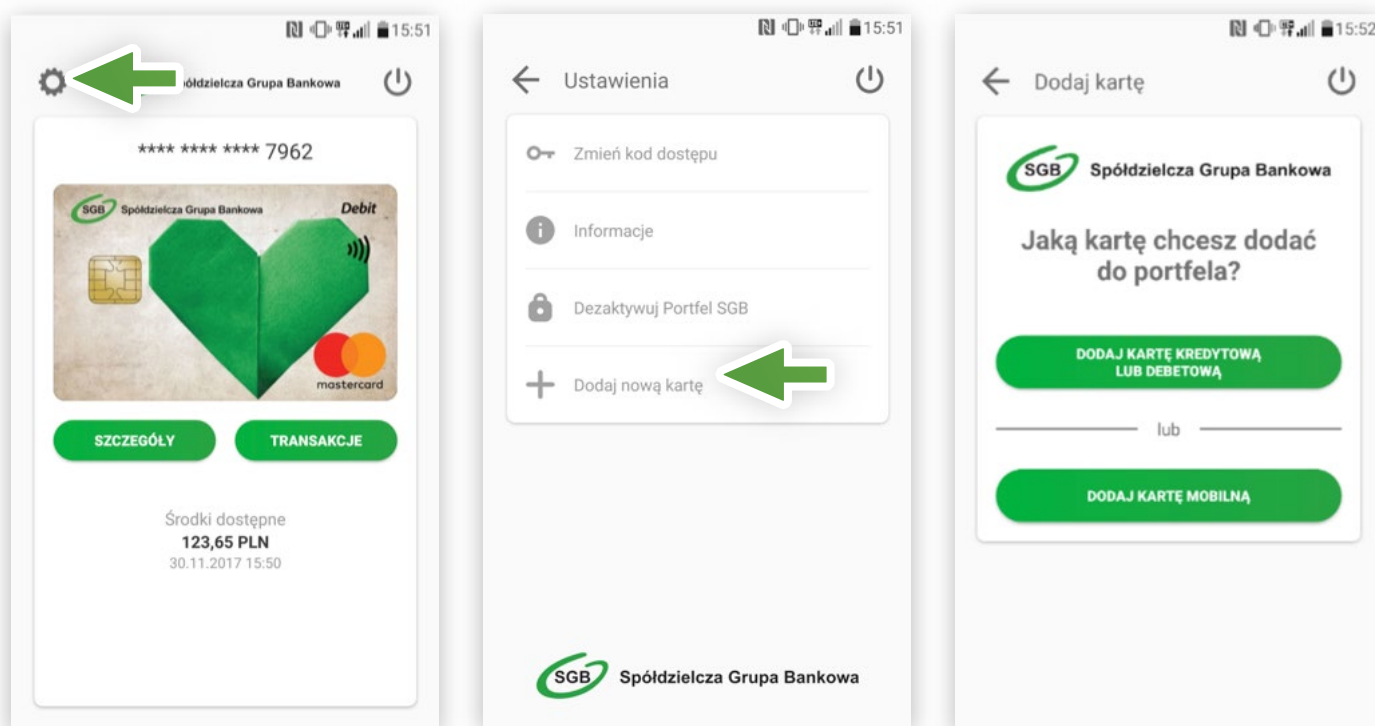 15:51
ółdzielcza Grupa Bankowa
**** **** **** 7962
SGB Spółdzielcza Grupa Bankowa Debit
mastercard
SZCZEGÓŁY TRANSAKCJE
Środki dostępne
123,65 PLN
30.11.2017 15:50
15:51
Ustawienia
Zmień kod dostępu
Informacje
Dezaktywuj Portfel SGB
Dodaj nową kartę
SGB Spółdzielcza Grupa Bankowa
15:52
Dodaj kartę
SGB Spółdzielcza Grupa Bankowa
Jaką kartę chcesz dodać
do portfela?
DODAJ KARTĘ KREDYTOWĄ
LUB DEBETOWĄ
lub
DODAJ KARTĘ MOBILNĄ